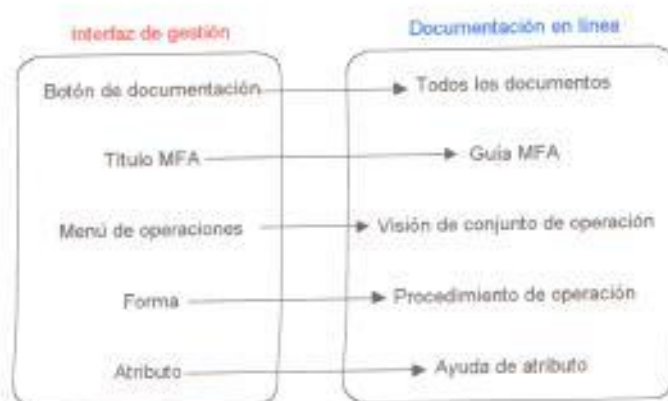 Interfaz de gestión
Documentación en línea
Botón de documentación
Todos los documentos
Título MFA
Guía MFA
Menú de operaciones
Visión de conjunto de operación
Forma
Procedimiento de operación
Atributo
Ayuda de atributo